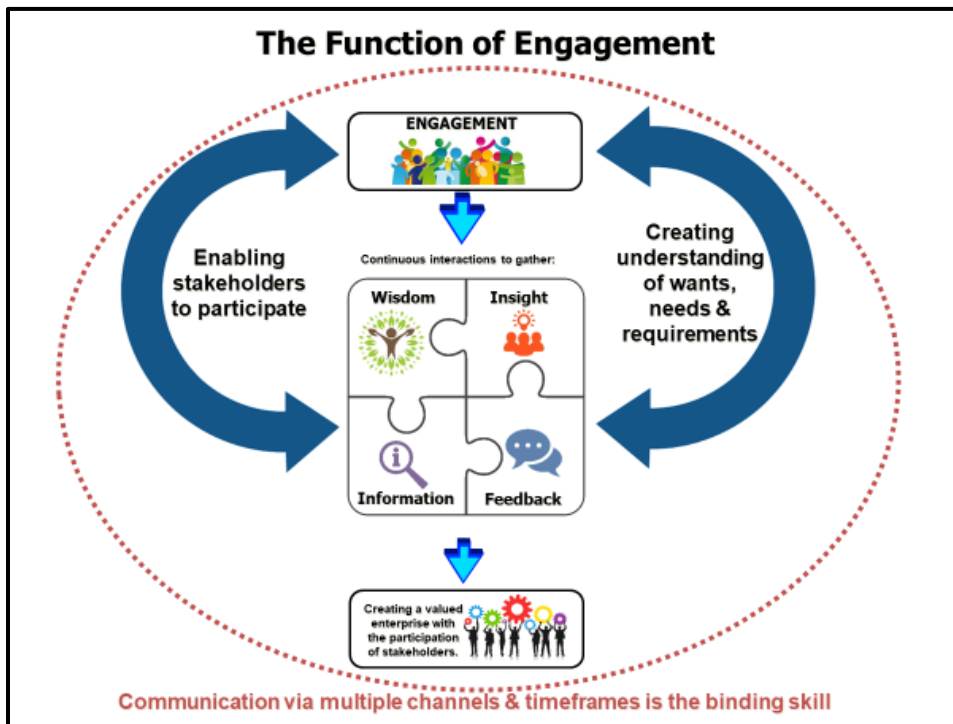 The Function of Engagement
ENGAGEMENT
Enabling
stakeholders
to participate
Creating
understanding
of wants,
needs &
requirements
Continuous interactions to gather:
Wisdom
Insight
Information
Feedback
Creating a valued
enterprise with
the participation
of stakeholders.
Communication via multiple channels & timeframes is the binding skill